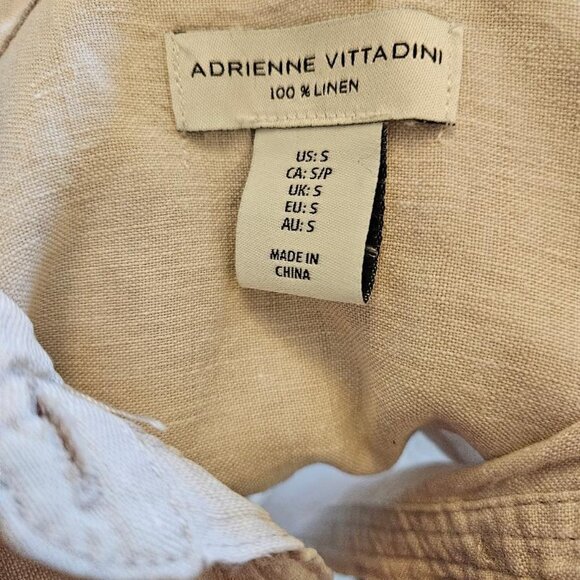 ADRIENNE VITTADINI
100 % LINEN
US: S
CA: S/P
UK: S
EU: S
AU: S
MADE IN
CHINA